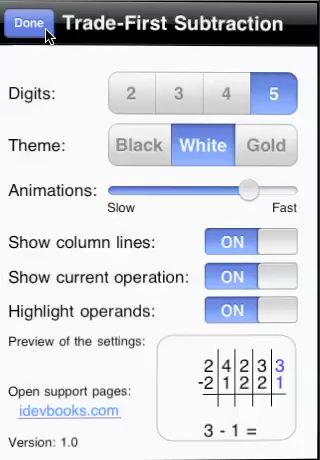 Done Trade-First Subtraction
Digits: 2 3 4 5
Theme: Black White Gold
Animations:
Slow Fast
Show column lines: ON
Show current operation: ON
Highlight operands: ON
Preview of the settings:
2 4 2 3 3
-2 1 2 2 1
3 - 1 =
Open support pages:
idevbooks.com
Version: 1.0